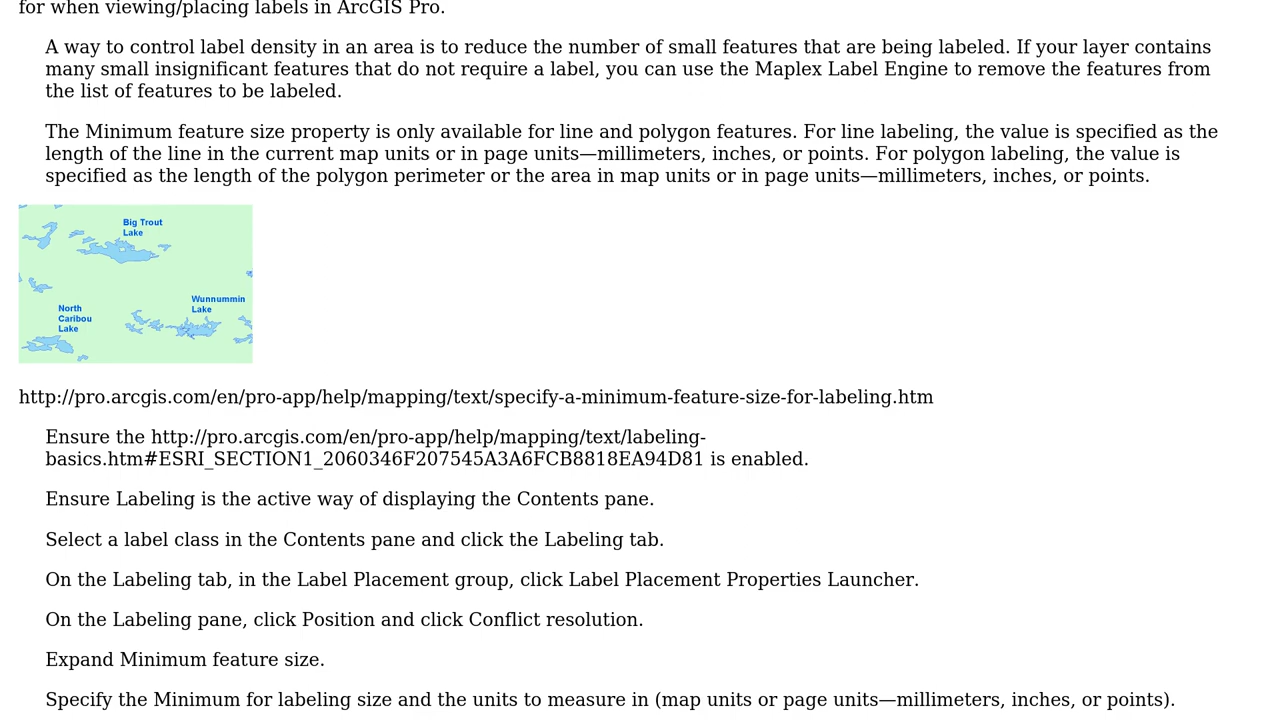 for when viewing/placing labels in ArcGIS Pro.
A way to control label density in an area is to reduce the number of small features that are being labeled. If your layer contains
many small insignificant features that do not require a label, you can use the Maplex Label Engine to remove the features from
the list of features to be labeled.
The Minimum feature size property is only available for line and polygon features. For line labeling, the value is specified as the
length of the line in the current map units or in page units—millimeters, inches, or points. For polygon labeling, the value is
specified as the length of the polygon perimeter or the area in map units or in page units—millimeters, inches, or points.
Big Trout
Lake
Wunnummin
Lake
North
Caribou
Lake
http://pro.arcgis.com/en/pro-app/help/mapping/text/specify-a-minimum-feature-size-for-labeling.htm
Ensure the http://pro.arcgis.com/en/pro-app/help/mapping/text/labeling-
basics.htm#ESRI_SECTION1_2060346F207545A3A6FCB8818EA94D81 is enabled.
Ensure Labeling is the active way of displaying the Contents pane.
Select a label class in the Contents pane and click the Labeling tab.
On the Labeling tab, in the Label Placement group, click Label Placement Properties Launcher.
On the Labeling pane, click Position and click Conflict resolution.
Expand Minimum feature size.
Specify the Minimum for labeling size and the units to measure in (map units or page units—millimeters, inches, or points).